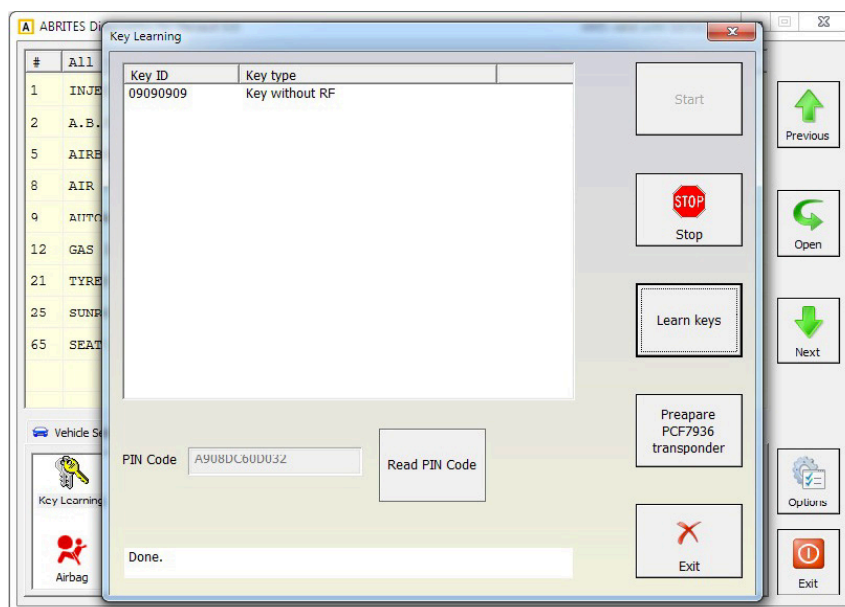 ABRITES Di
Key Learning
# All
1 INJE
2 A.B.
5 AIRB
8 AIR
9 AUTO
12 GAS
21 TYRE
25 SUNR
65 SEAT
Vehicle Se
Key Learning
Airbag
Key ID Key type
09090909 Key without RF
PIN Code A908DC60D032
Read PIN Code
Done.
Start
STOP
Stop
Learn keys
Preapare
PCF7936
transponder
Exit
Previous
Open
Next
Options
Exit